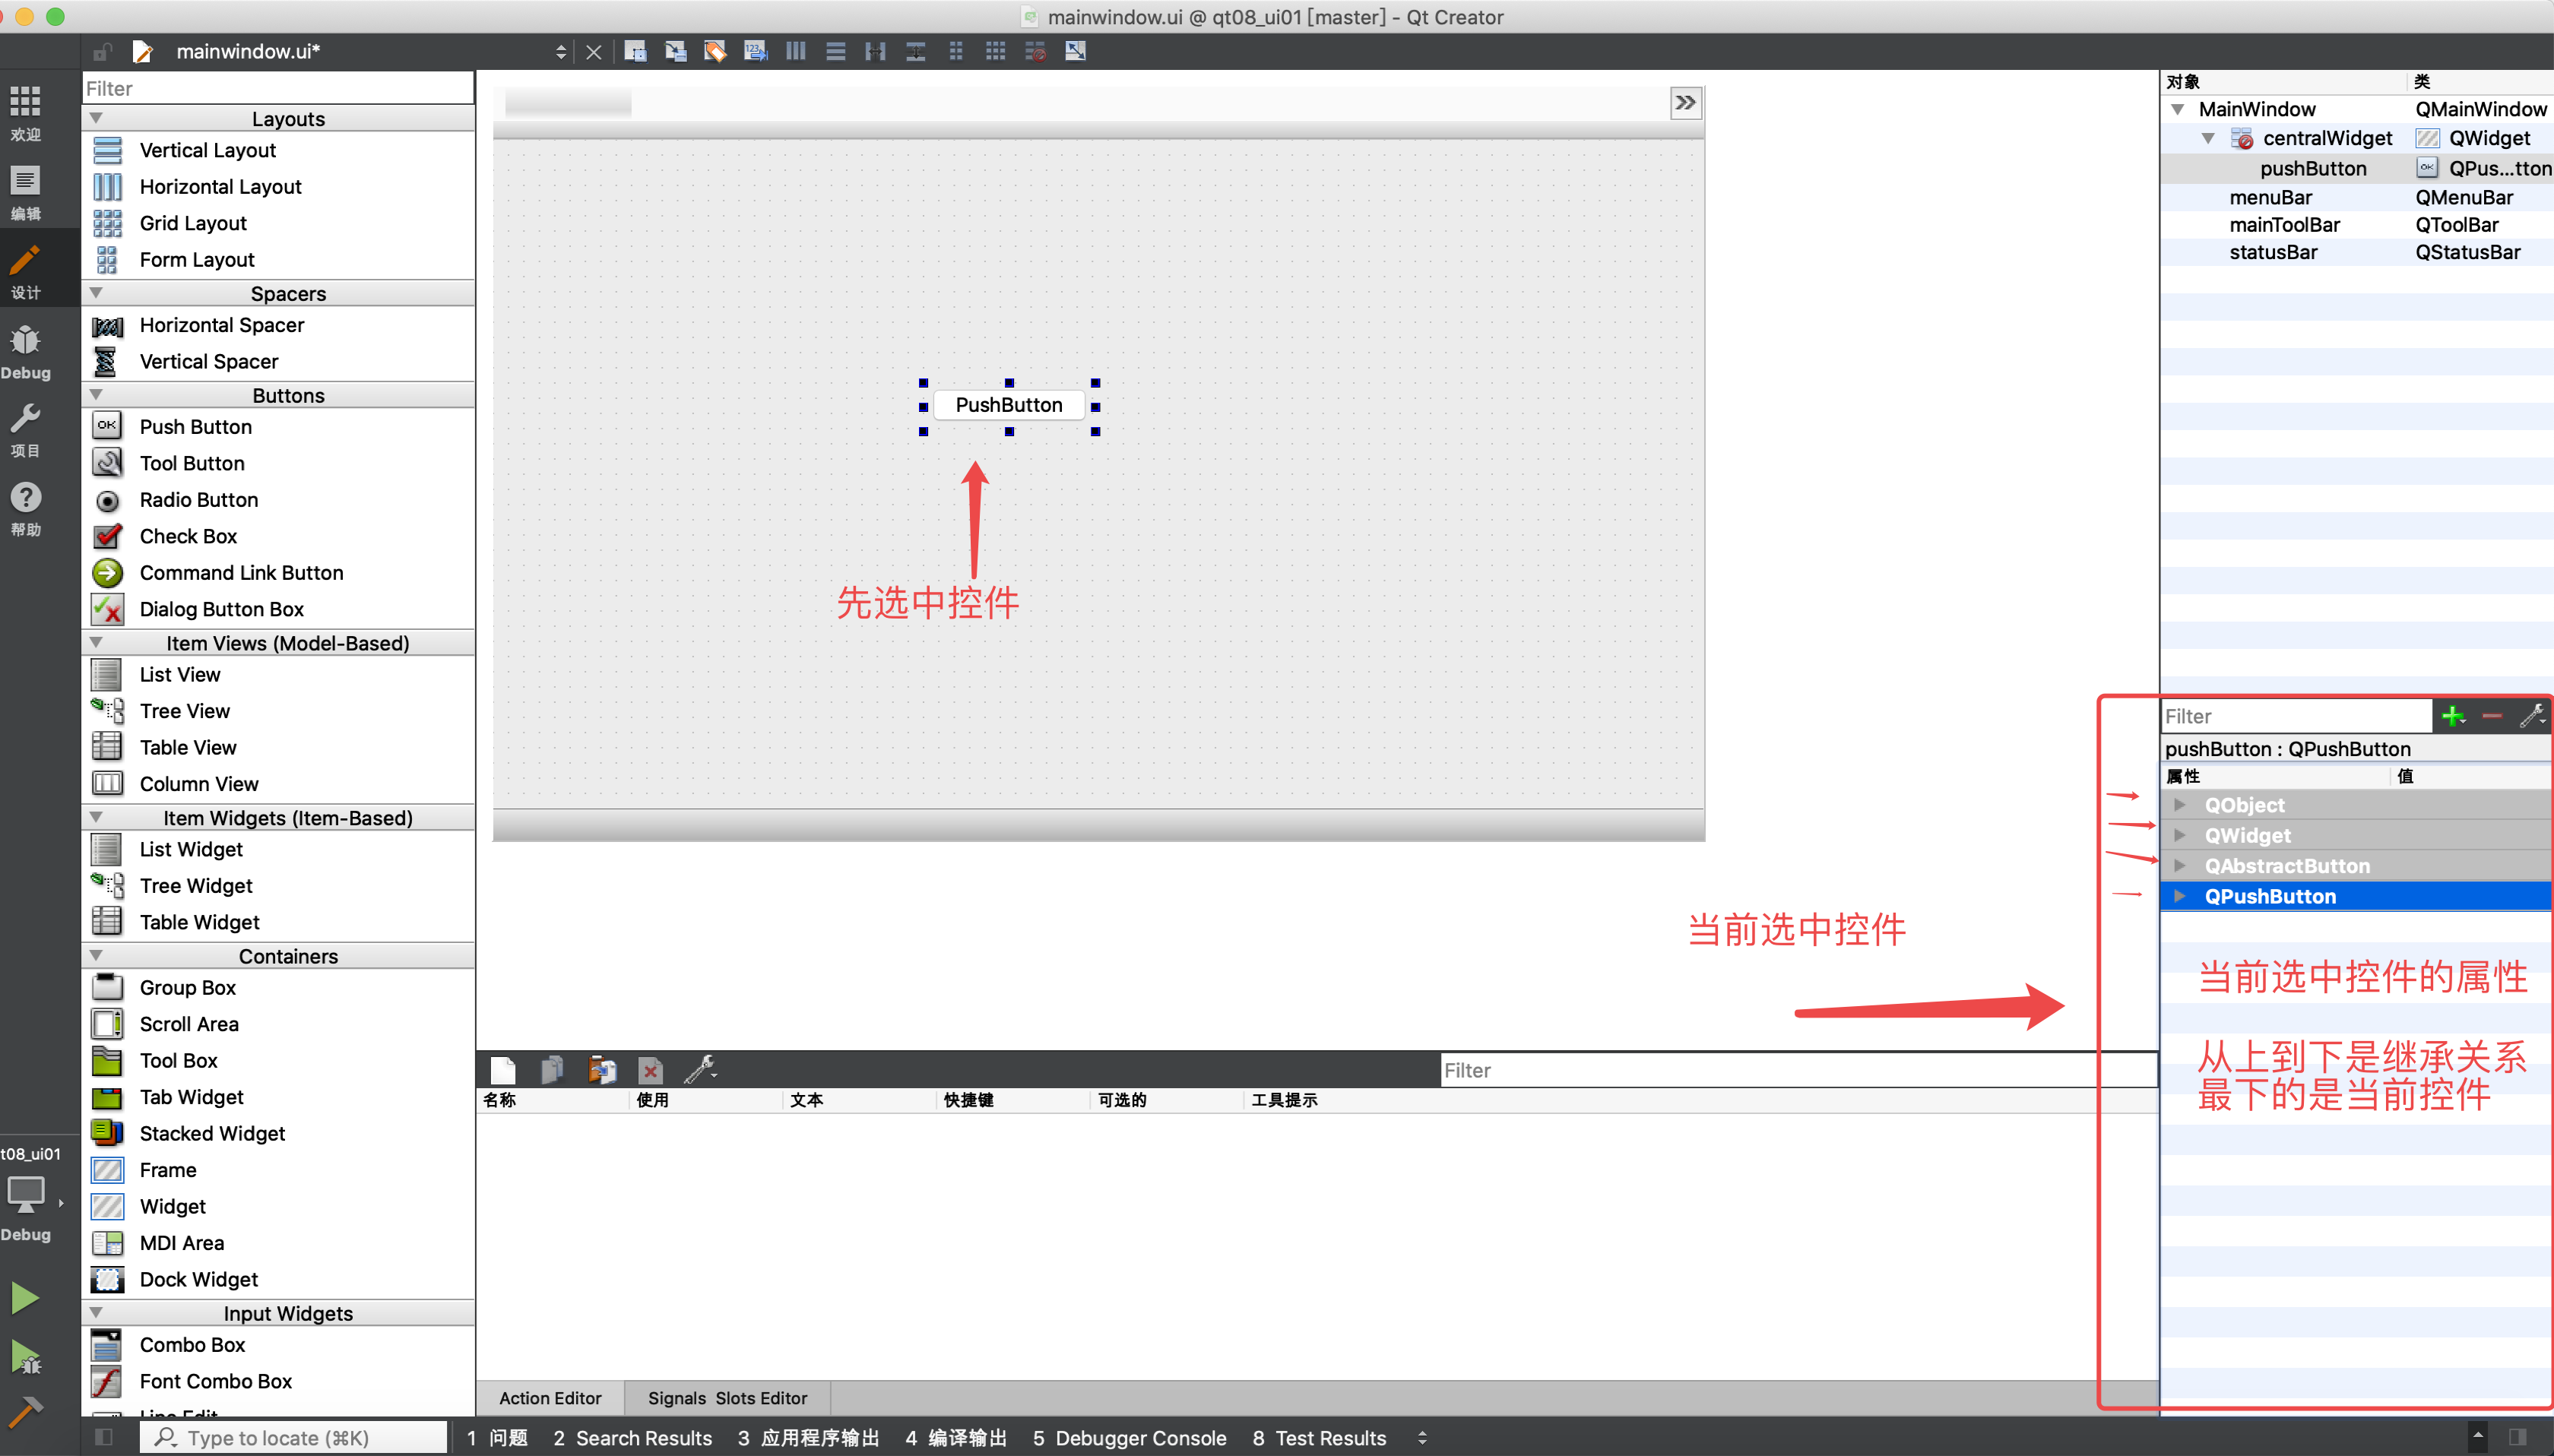 mainwindow.ui @ qt08_ui01 [master] - Qt Creator
mainwindow.ui*
欢迎
编辑
设计
Debug
项目
帮助
t08_ui01
Debug
Filter
Layouts
Vertical Layout
Horizontal Layout
Grid Layout
Form Layout
Spacers
Horizontal Spacer
Vertical Spacer
Buttons
OK Push Button
Tool Button
Radio Button
Check Box
Command Link Button
Dialog Button Box
Item Views (Model-Based)
List View
Tree View
Table View
Column View
Item Widgets (Item-Based)
List Widget
Tree Widget
Table Widget
Containers
Group Box
Scroll Area
Tool Box
Tab Widget
Stacked Widget
Frame
Widget
MDI Area
Dock Widget
Input Widgets
Combo Box
Font Combo Box
Line Edit
PushButton
先选中控件
当前选中控件
Filter
名称 使用 文本 快捷键 可选的 工具提示
Action Editor Signals Slots Editor
对象 类
MainWindow QMainWindow
centralWidget QWidget
pushButton QPus...tton
menuBar QMenuBar
mainToolBar QToolBar
statusBar QStatusBar
Filter
pushButton : QPushButton
属性 值
QObject
QWidget
QAbstractButton
QPushButton
当前选中控件的属性
从上到下是继承关系
最下的是当前控件
Type to locate (⌘K) 1 问题 2 Search Results 3 应用程序输出 4 编译输出 5 Debugger Console 8 Test Results